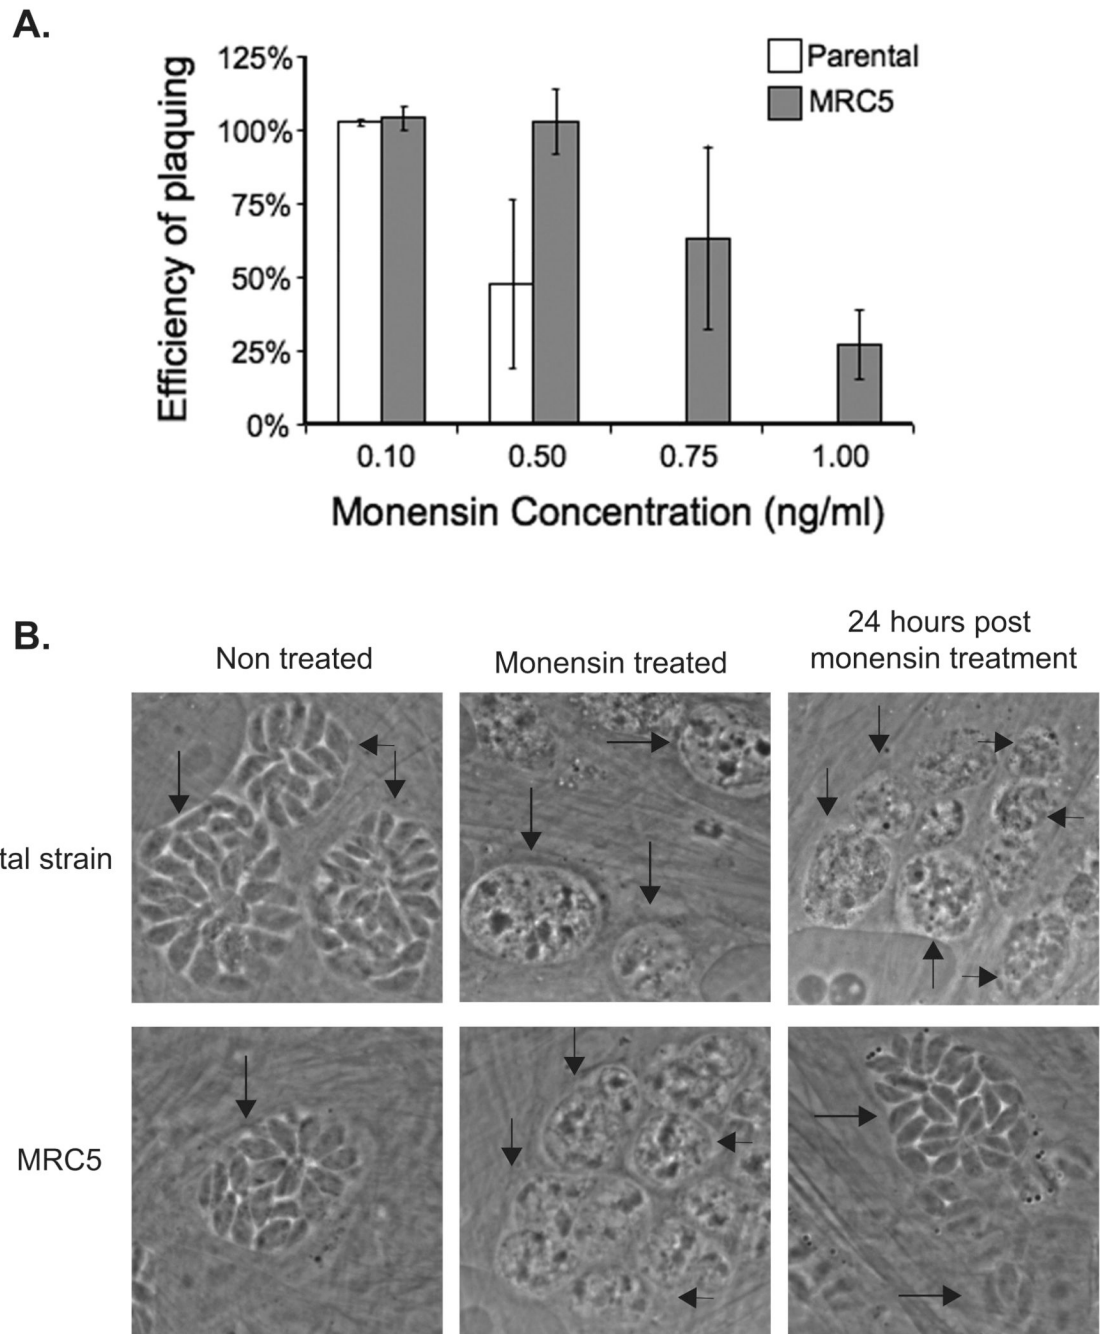 A.
125%
100%
75%
50%
25%
0%
Efficiency of plaquing
Parental
MRC5
0.10 0.50 0.75 1.00
Monensin Concentration (ng/ml)
B.
Non treated
Monensin treated
24 hours post
monensin treatment
tal strain
MRC5